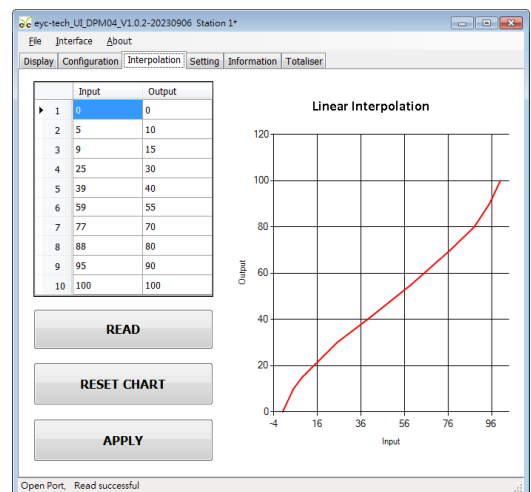 eyc-tech_UI_DPM04_V1.0.2-20230906 Station 1*
File Interface About
Display Configuration Interpolation Setting Information Totaliser
Input Output
1 0 0
2 5 10
3 9 15
4 25 30
5 39 40
6 59 55
7 77 70
8 88 80
9 95 90
10 100 100
READ
RESET CHART
APPLY
Linear Interpolation
120
100
80
60
40
20
0
Output
-4 16 36 56 76 96
Input
Open Port, Read successful